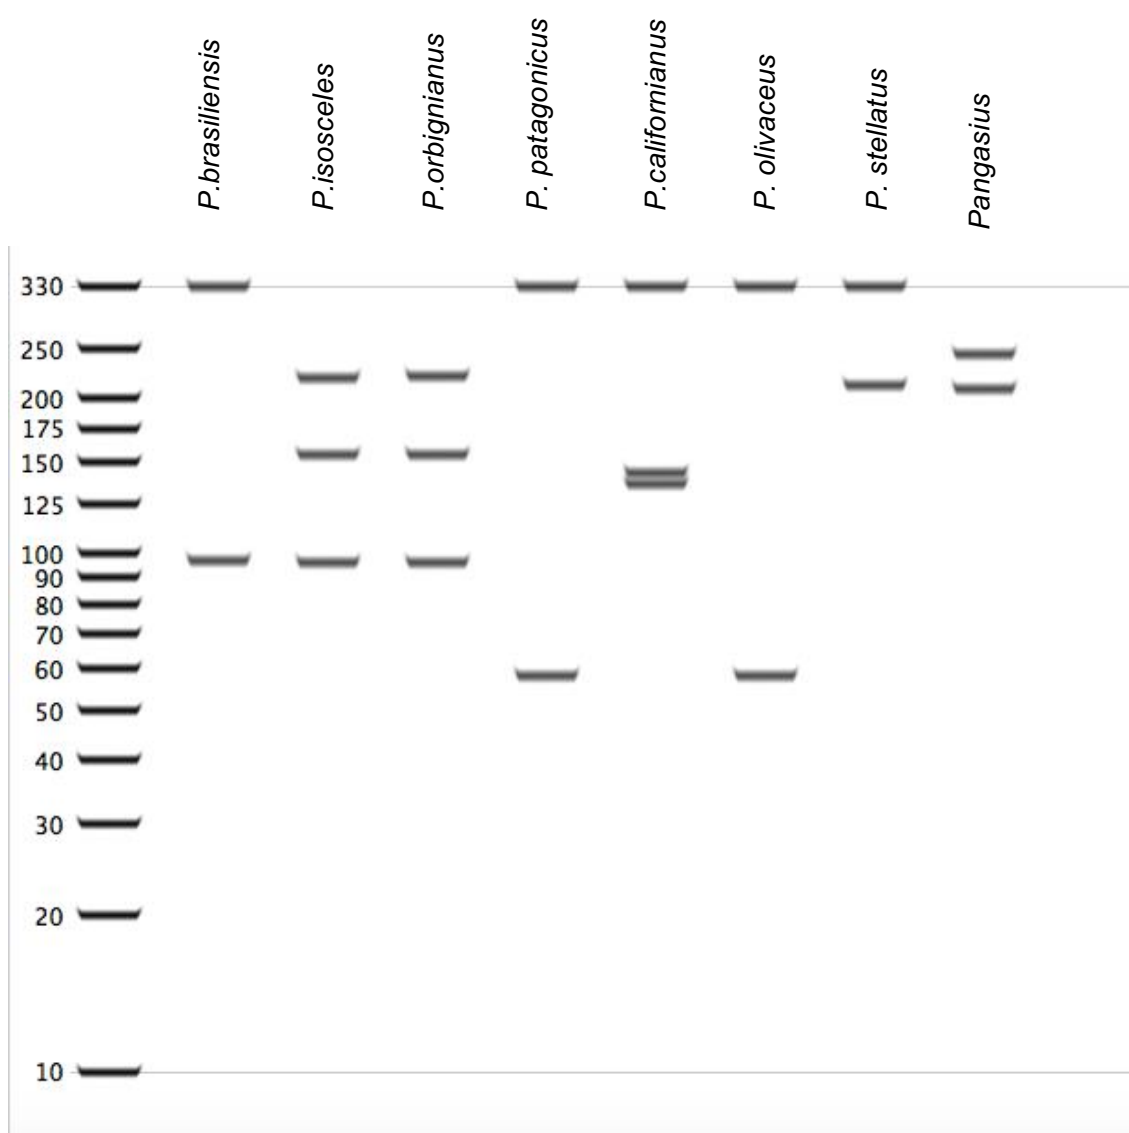 P.brasiliensis
P.isosceles
P.orbignianus
P. patagonicus
P.californianus
P. olivaceus
P. stellatus
Pangasius
330
250
200
175
150
125
100
90
80
70
60
50
40
30
20
10